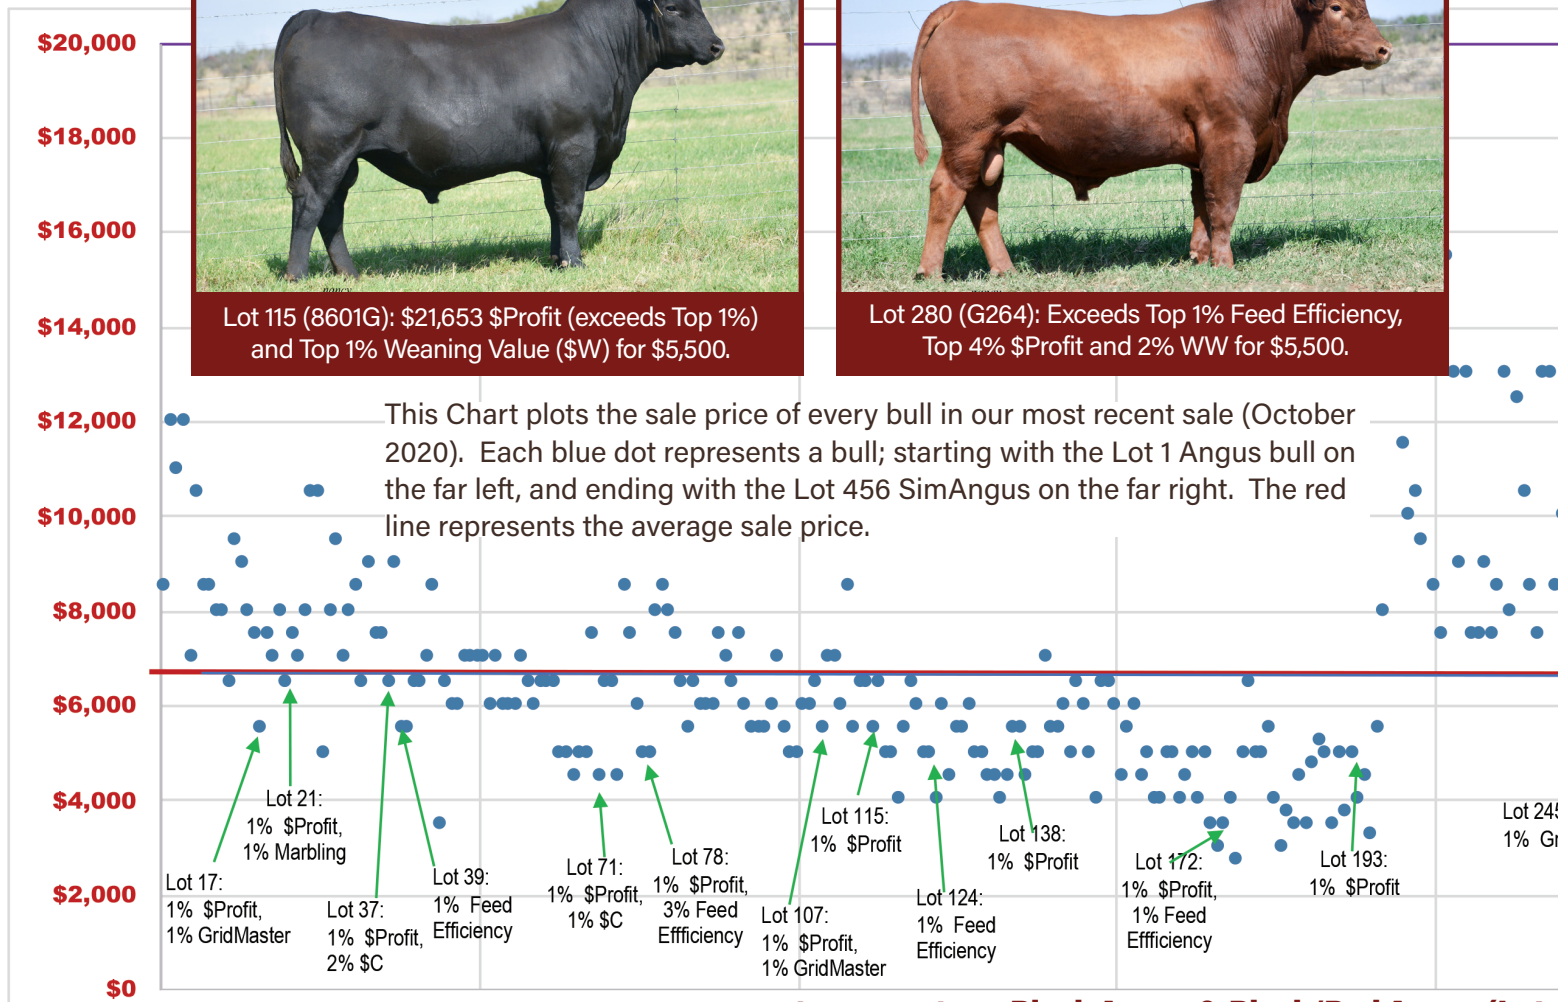 $20,000
$18,000
$16,000
$14,000
$12,000
$10,000
$8,000
$6,000
$4,000
$2,000
$0
Lot 115 (8601G): $21,653 $Profit (exceeds Top 1%)
and Top 1% Weaning Value ($W) for $5,500.
Lot 280 (G264): Exceeds Top 1% Feed Efficiency,
Top 4% $Profit and 2% WW for $5,500.
This Chart plots the sale price of every bull in our most recent sale (October
2020). Each blue dot represents a bull; starting with the Lot 1 Angus bull on
the far left, and ending with the Lot 456 SimAngus on the far right. The red
line represents the average sale price.
Lot 17:
1% $Profit,
1% GridMaster
Lot 21:
1% $Profit,
1% Marbling
Lot 37:
1% $Profit,
2% $C
Lot 39:
1% Feed
Efficiency
Lot 71:
1% $Profit,
1% $C
Lot 78:
1% $Profit,
3% Feed
Effficiency
Lot 107:
1% $Profit,
1% GridMaster
Lot 115:
1% $Profit
Lot 124:
1% Feed
Efficiency
Lot 138:
1% $Profit
Lot 172:
1% $Profit,
1% Feed
Effficiency
Lot 193:
1% $Profit
Lot 245
1% Gr